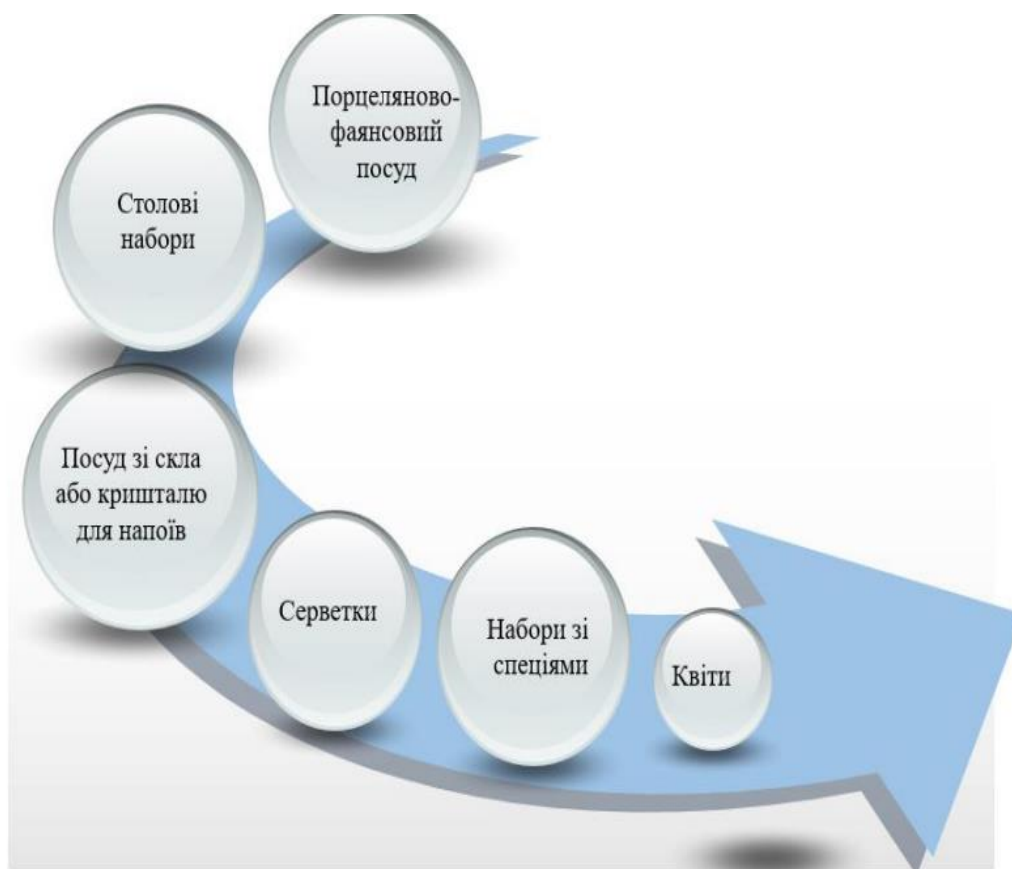 Порцеляново-
фаянсовий
посуд
Столові
набори
Посуд зі скла
або кришталю
для напоїв
Серветки
Набори зі
спеціями
Квіти